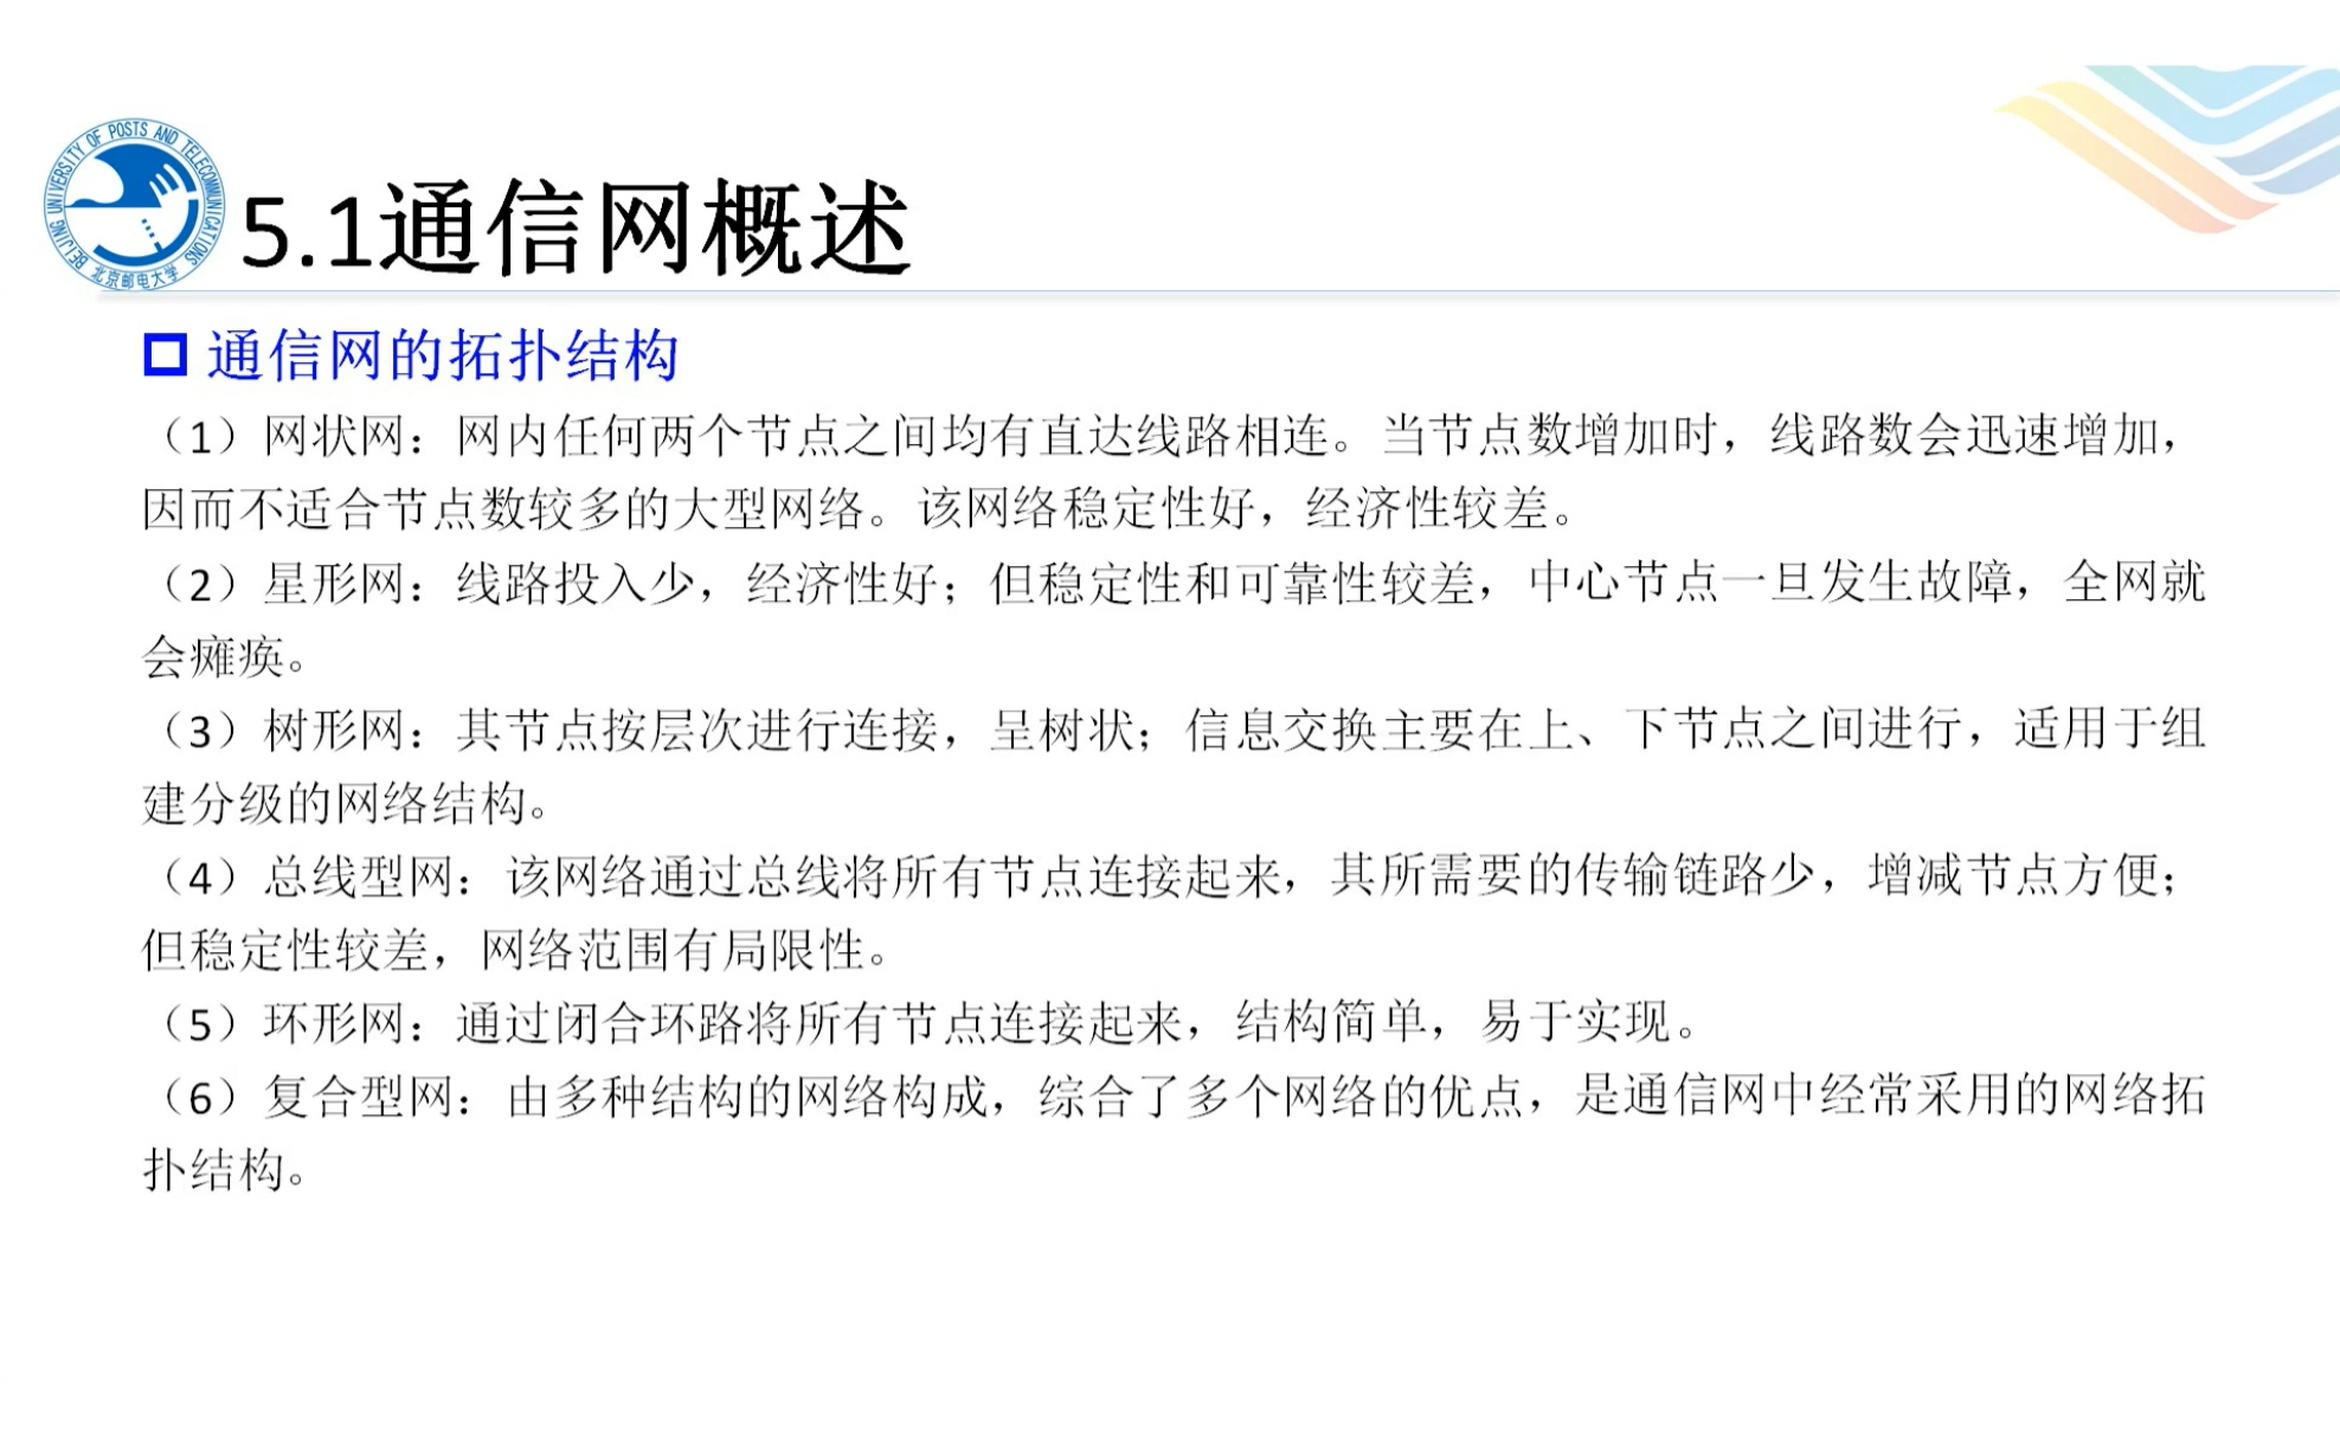 BEIJING UNIVERSITY OF POSTS AND TELECOMMUNICATIONS
北京邮电大学
5.1通信网概述
通信网的拓扑结构
（1）网状网：网内任何两个节点之间均有直达线路相连。当节点数增加时，线路数会迅速增加，
因而不适合节点数较多的大型网络。该网络稳定性好，经济性较差。
（2）星形网：线路投入少，经济性好；但稳定性和可靠性较差，中心节点一旦发生故障，全网就
会瘫痪。
（3）树形网：其节点按层次进行连接，呈树状；信息交换主要在上、下节点之间进行，适用于组
建分级的网络结构。
（4）总线型网：该网络通过总线将所有节点连接起来，其所需要的传输链路少，增减节点方便；
但稳定性较差，网络范围有局限性。
（5）环形网：通过闭合环路将所有节点连接起来，结构简单，易于实现。
（6）复合型网：由多种结构的网络构成，综合了多个网络的优点，是通信网中经常采用的网络拓
扑结构。